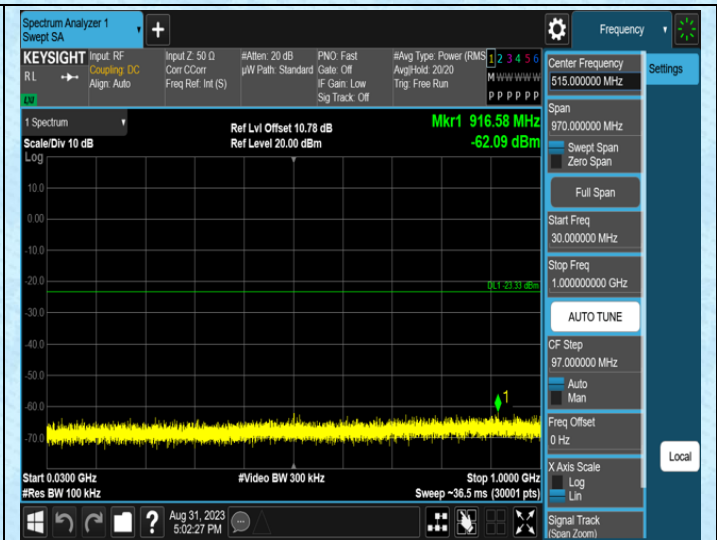 Spectrum Analyzer 1
Swept SA
Frequency
KEYSIGHT
RL
LXI
Input: RF
Coupling: DC
Align: Auto
Input Z: 50 Ω
Corr CCorr
Freq Ref: Int (S)
#Atten: 20 dB
µW Path: Standard
PNO: Fast
Gate: Off
IF Gain: Low
Sig Track: Off
#Avg Type: Power (RMS
Avg|Hold: 20/20
Trig: Free Run
1 2 3 4 5 6
M W W W W W
P P P P P P
1 Spectrum
Scale/Div 10 dB
Ref Lvl Offset 10.78 dB
Ref Level 20.00 dBm
Mkr1 916.58 MHz
-62.09 dBm
Log
10.0
0.00
-10.0
-20.0
-30.0
-40.0
-50.0
-60.0
-70.0
DL1 -23.33 dBm
1
Start 0.0300 GHz
#Res BW 100 kHz
#Video BW 300 kHz
Stop 1.0000 GHz
Sweep ~36.5 ms (30001 pts)
?
Aug 31, 2023
5:02:27 PM
Center Frequency
515.000000 MHz
Span
970.000000 MHz
Swept Span
Zero Span
Full Span
Start Freq
30.000000 MHz
Stop Freq
1.000000000 GHz
AUTO TUNE
CF Step
97.000000 MHz
Auto
Man
Freq Offset
0 Hz
X Axis Scale
Log
Lin
Signal Track
(Span Zoom)
Settings
Local